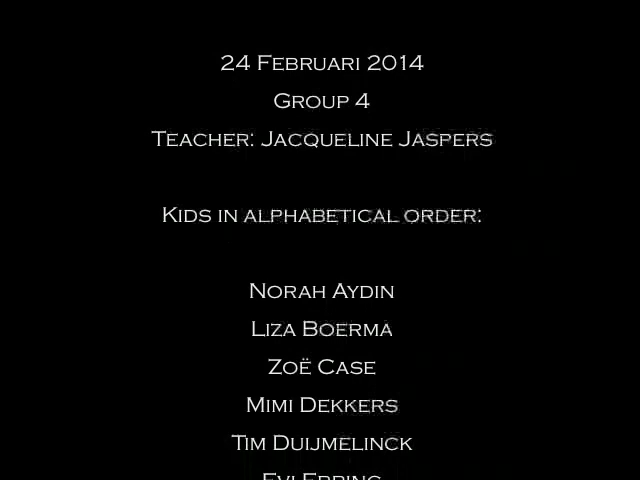 24 Februari 2014
Group 4
Teacher: Jacqueline Jaspers
Kids in alphabetical order:
Norah Aydin
Liza Boerma
Zoë Case
Mimi Dekkers
Tim Duijmelinck
Evi